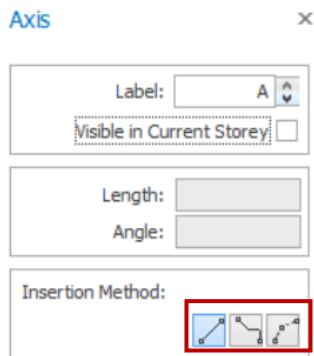 Axis
Label: A
Visible in Current Storey
Length:
Angle:
Insertion Method: